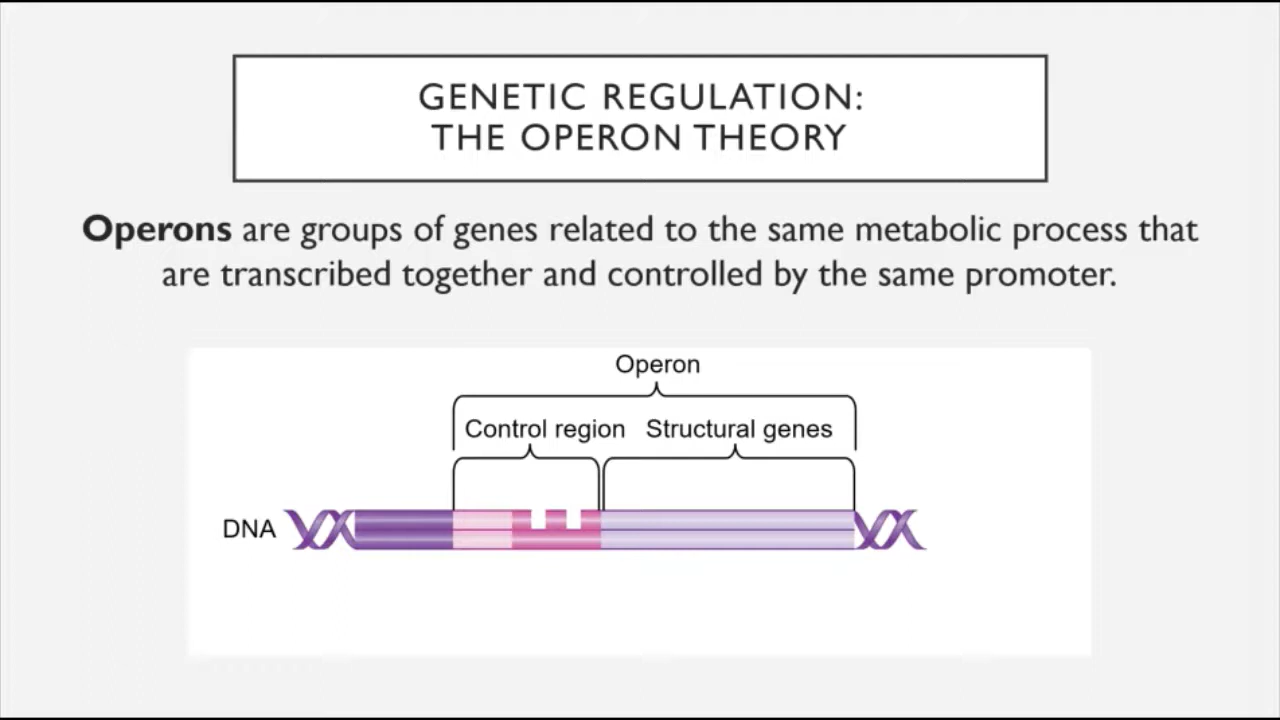 GENETIC REGULATION:
THE OPERON THEORY
Operons are groups of genes related to the same metabolic process that
are transcribed together and controlled by the same promoter.
Operon
Control region Structural genes
DNA